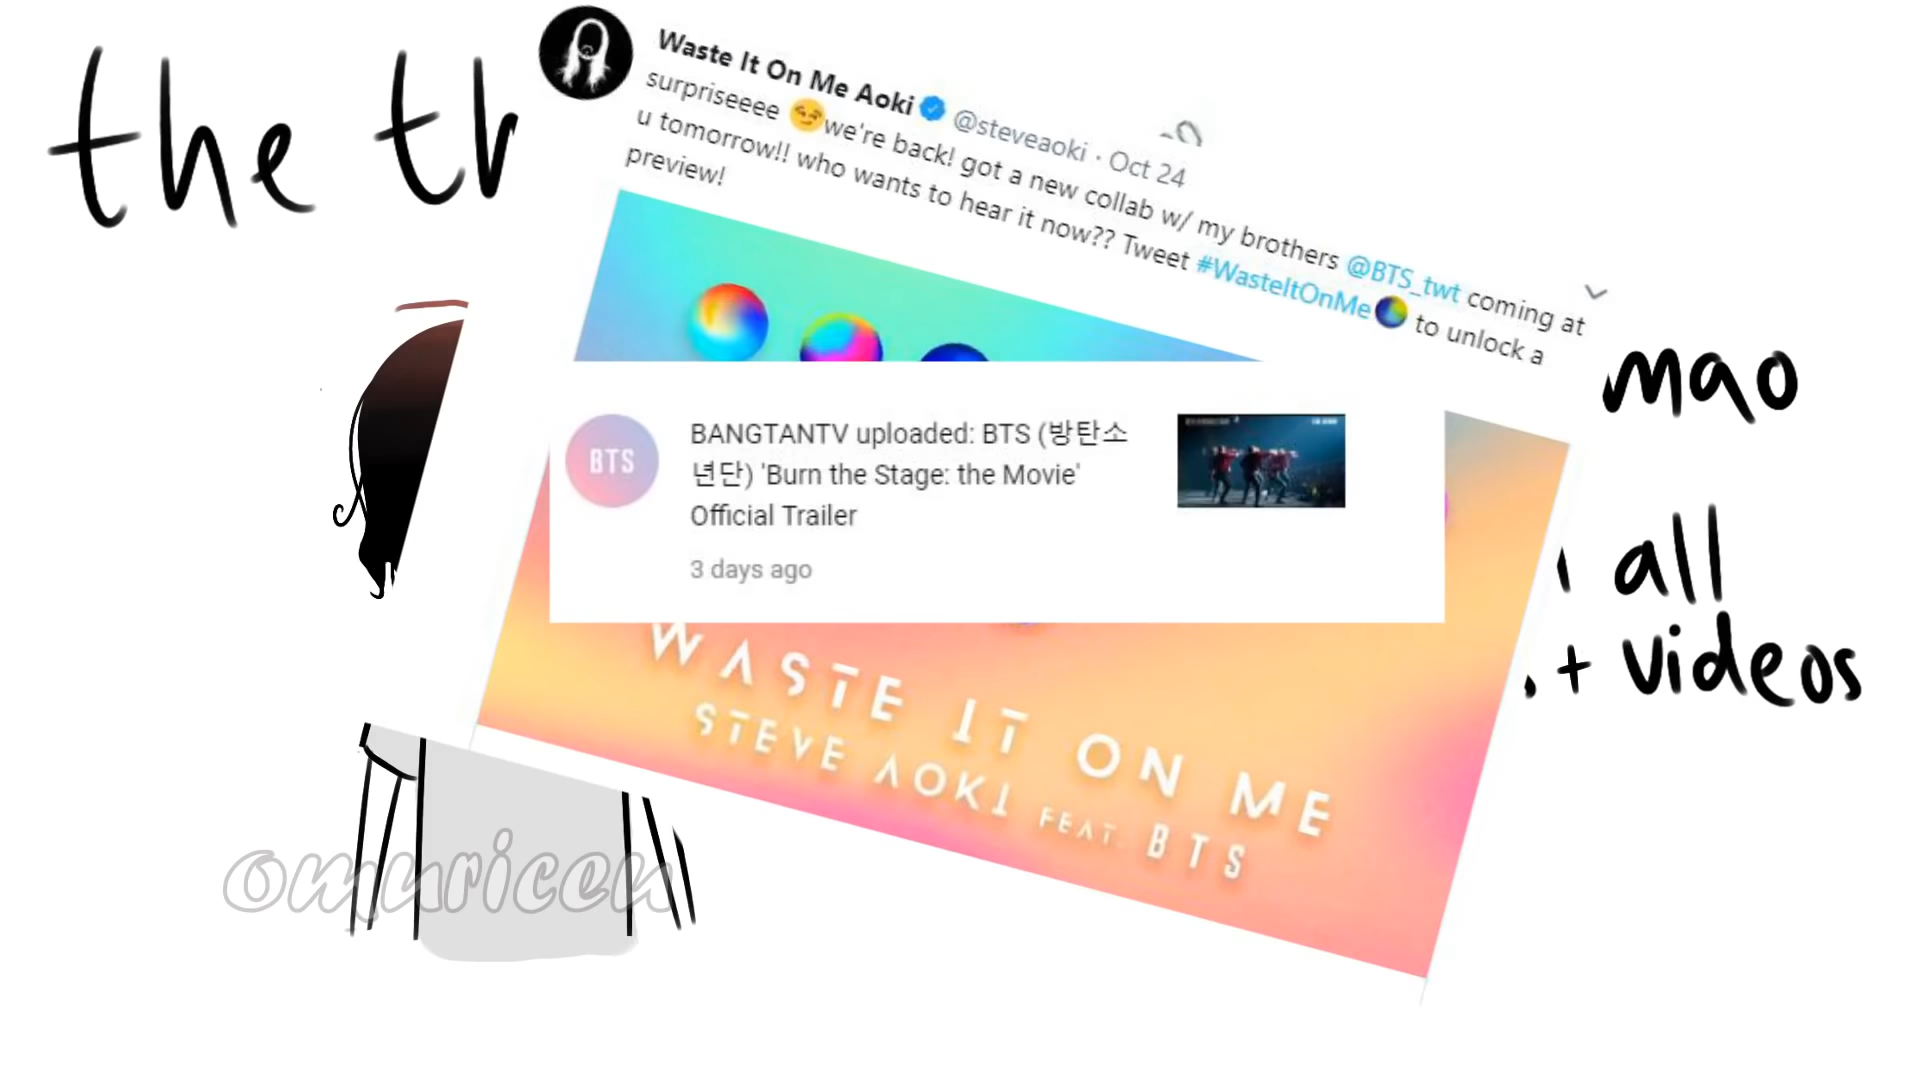 the th
Waste It On Me Aoki @steveaoki · Oct 24
surpriseeee 😏we're back! got a new collab w/ my brothers @BTS_twt coming at
u tomorrow!! who wants to hear it now?? Tweet #WasteItOnMe to unlock a
preview!
mao
BTS
BANGTANTV uploaded: BTS (방탄소
년단) 'Burn the Stage: the Movie'
Official Trailer
3 days ago
all
+ videos
WASTE IT ON ME
STEVE AOKI FEAT. BTS
omuricen